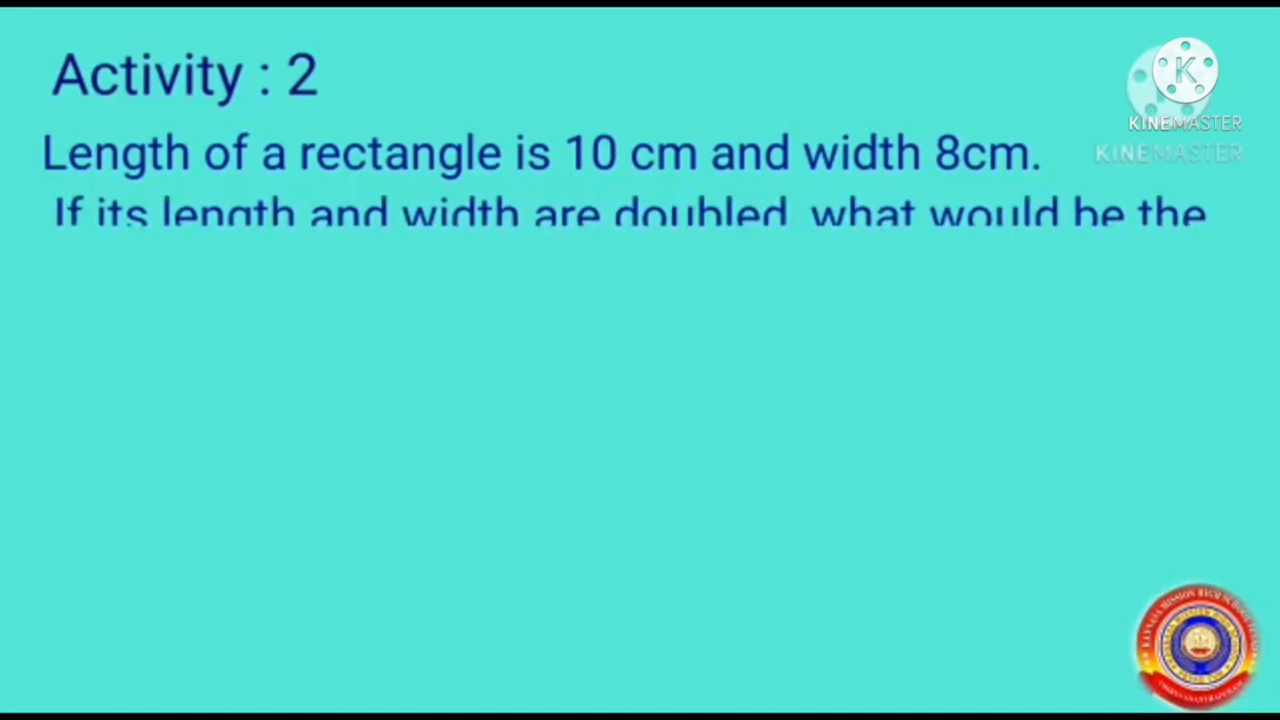 Activity : 2
KINEMASTER
Length of a rectangle is 10 cm and width 8cm.
KINEMASTER
If its length and width are doubled, what would be the